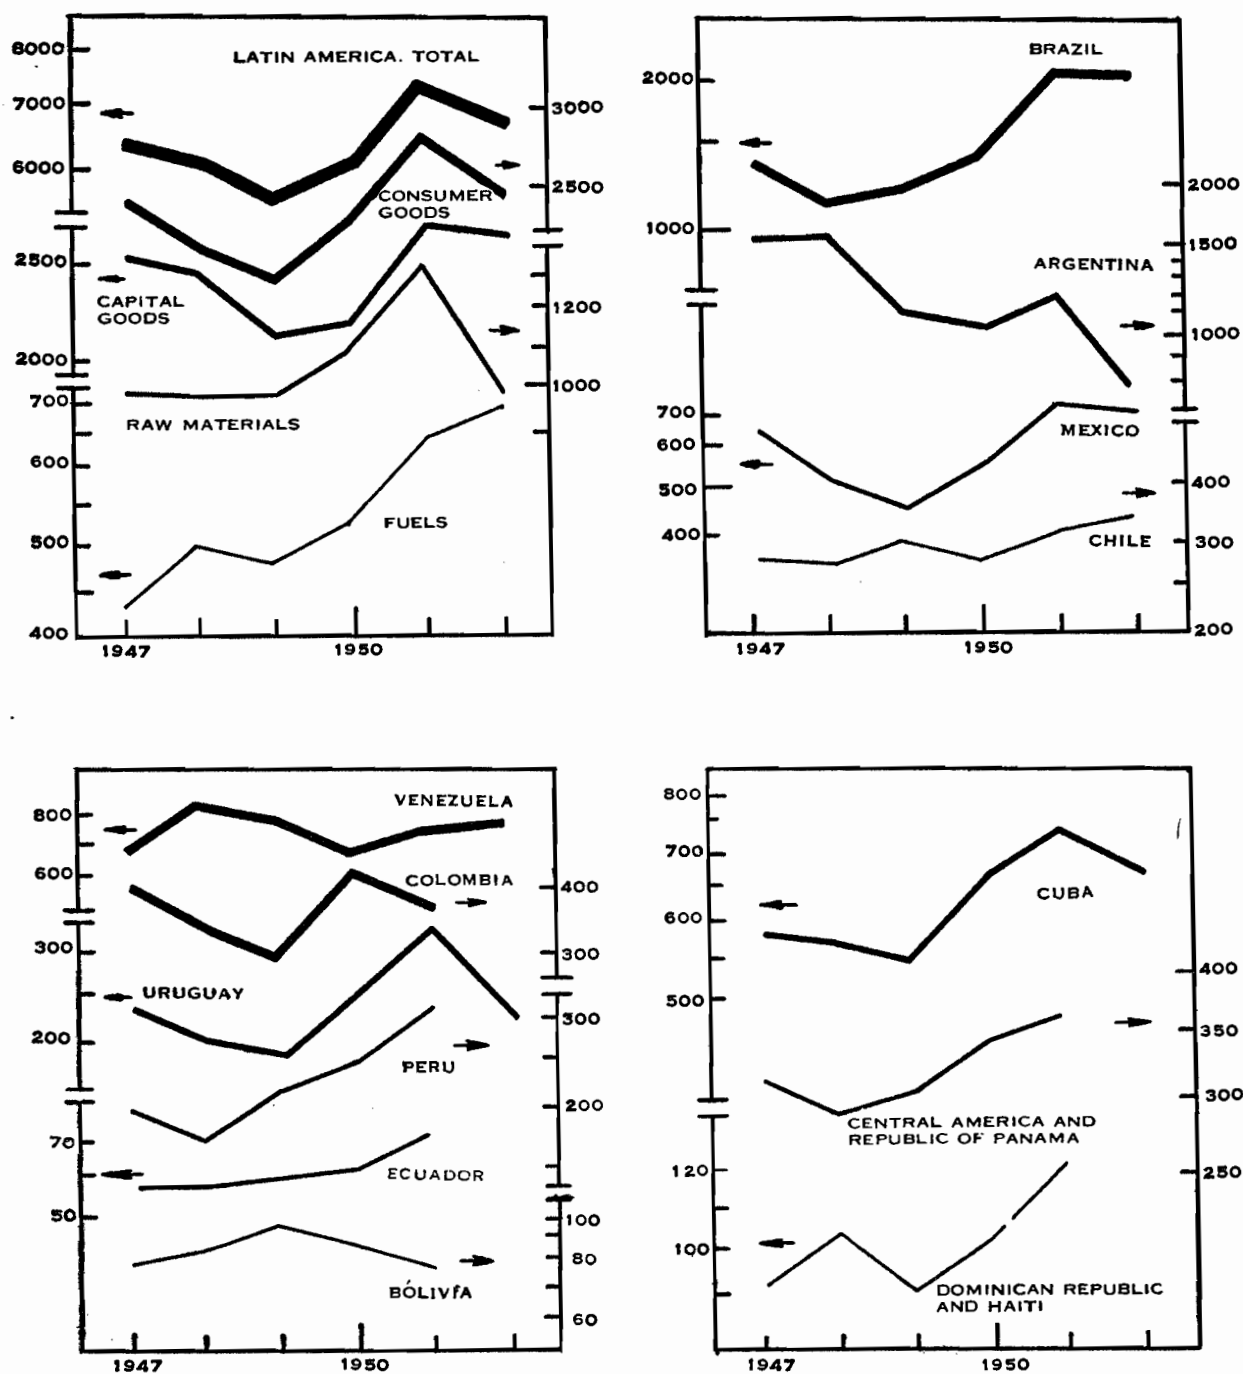 LATIN AMERICA. TOTAL
8000
7000
6000
3000
2500
CONSUMER
GOODS
2500
2000
CAPITAL
GOODS
1200
1000
RAW MATERIALS
700
600
500
400
FUELS
1947
1950
BRAZIL
2000
1000
2000
1500
1000
ARGENTINA
700
600
500
400
MEXICO
400
300
200
CHILE
1947
1950
VENEZUELA
800
600
COLOMBIA
400
300
300
200
URUGUAY
300
200
PERU
70
50
ECUADOR
100
80
60
BÓLIVÍA
1947
1950
800
700
600
500
CUBA
400
350
300
250
CENTRAL AMERICA AND
REPUBLIC OF PANAMA
120
100
DOMINICAN REPUBLIC
AND HAITI
1947
1950